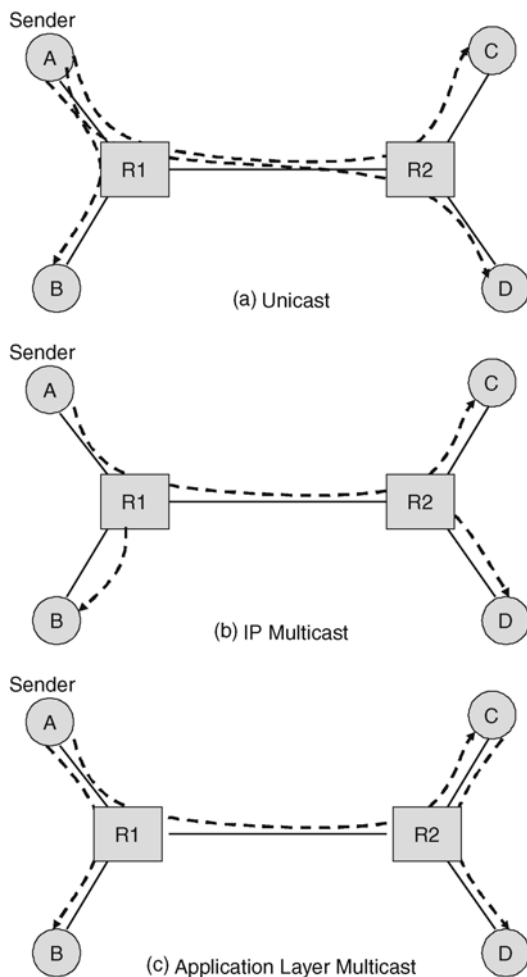 Sender
A
C
R1
R2
B
D
(a) Unicast
Sender
A
C
R1
R2
B
D
(b) IP Multicast
Sender
A
C
R1
R2
B
D
(c) Application Layer Multicast